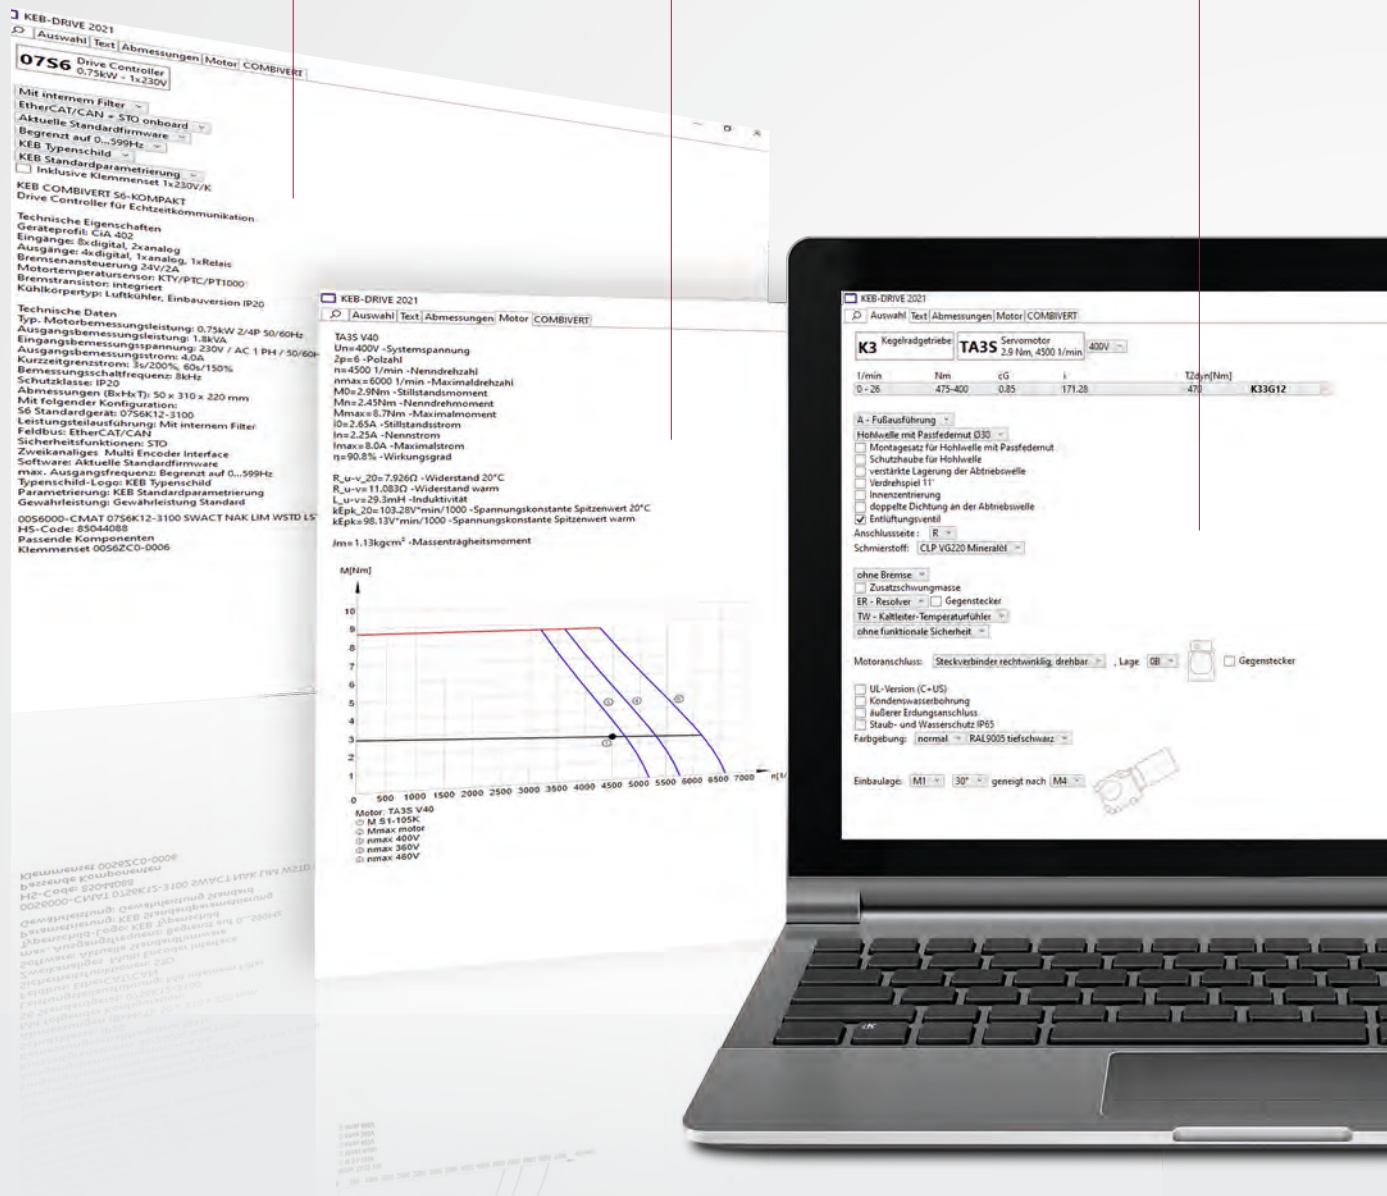 KEB-DRIVE 2021
Auswahl Text Abmessungen Motor COMBIVERT
07S6 Drive Controller
0.75kW - 1x230V
Mit internem Filter
EtherCAT/CAN + STO onboard
Aktuelle Standardfirmware
Begrenzt auf 0...599Hz
KEB Typenschild
KEB Standardparametrierung
Inklusive Klemmenset 1x230V/K
KEB COMBIVERT S6-KOMPAKT
Drive Controller für Echtzeitkommunikation
Technische Eigenschaften
Geräteprofil: CiA 402
Eingänge: 8xdigital, 2xanalog
Ausgänge: 4xdigital, 1xanalog, 1xRelais
Bremsenansteuerung 24V/2A
Motortemperatursensor: KTY/PTC/PT1000
Bremstransistor: integriert
Kühlkörpertyp: Luftkühler, Einbauversion IP20
Technische Daten
Typ. Motorbemessungsleistung: 0.75kW 2/4P 50/60Hz
Ausgangsbemessungsleistung: 1.8kVA
Eingangsbemessungsspannung: 230V / AC 1 PH / 50/60H
Ausgangsbemessungsstrom: 4.0A
Kurzzeitgrenzstrom: 3s/200%, 60s/150%
Bemessungsschaltfrequenz: 8kHz
Schutzklasse: IP20
Abmessungen (BxHxT): 50 x 310 x 220 mm
Mit folgender Konfiguration:
S6 Standardgerät: 07S6K12-3100
Leistungsteilausführung: Mit internem Filter
Feldbus: EtherCAT/CAN
Sicherheitsfunktionen: STO
Zweikanaliges Multi Encoder Interface
Software: Aktuelle Standardfirmware
max. Ausgangsfrequenz: Begrenzt auf 0...599Hz
Typenschild-Logo: KEB Typenschild
Parametrierung: KEB Standardparametrierung
Gewährleistung: Gewährleistung Standard
00S6000-CMAT 07S6K12-3100 SWACT NAK LIM WSTD LS
HS-Code: 85044088
Passende Komponenten
Klemmenset 00S6ZC0-0006
KEB-DRIVE 2021
Auswahl Text Abmessungen Motor COMBIVERT
TA3S V40
Un=400V -Systemspannung
2p=6 -Polzahl
n=4500 1/min -Nenndrehzahl
nmax=6000 1/min -Maximaldrehzahl
M0=2.9Nm -Stillstandsmoment
Mn=2.45Nm -Nenndrehmoment
Mmax=8.7Nm -Maximalmoment
I0=2.65A -Stillstandsstrom
In=2.25A -Nennstrom
Imax=8.0A -Maximalstrom
η=90.8% -Wirkungsgrad
R_u-v_20=7.926Ω -Widerstand 20°C
R_u-v=11.083Ω -Widerstand warm
L_u-v=29.3mH -Induktivität
kEpk_20=103.28V*min/1000 -Spannungskonstante Spitzenwert 20°C
kEpk=98.13V*min/1000 -Spannungskonstante Spitzenwert warm
Jm=1.13kgcm² -Massenträgheitsmoment
M[Nm]
10
9
8
7
6
5
4
3
2
1
0 500 1000 1500 2000 2500 3000 3500 4000 4500 5000 5500 6000 6500 7000 n[1/
Motor: TA3S V40
M S1-105K
Mmax motor
nmax 400V
nmax 360V
nmax 460V
KEB-DRIVE 2021
Auswahl Text Abmessungen Motor COMBIVERT
K3 Kegelradgetriebe TA3S Servomotor
2.9 Nm, 4500 1/min 400V
1/min Nm cG i T2dyn[Nm]
0 - 26 475-400 0.85 171.28 470 K33G12
A - Fußausführung
Hohlwelle mit Passfedernut Ø30
Montagesatz für Hohlwelle mit Passfedernut
Schutzhaube für Hohlwelle
verstärkte Lagerung der Abtriebswelle
Verdrehspiel 11'
Innenzentrierung
doppelte Dichtung an der Abtriebswelle
Entlüftungsventil
Anschlussseite: R
Schmierstoff: CLP VG220 Mineralöl
ohne Bremse
Zusatzschwungmasse
ER - Resolver Gegenstecker
TW - Kaltleiter-Temperaturfühler
ohne funktionale Sicherheit
Motoranschluss: Steckverbinder rechtwinklig, drehbar , Lage 0B Gegenstecker
UL-Version (C+US)
Kondenswasserbohrung
äußerer Erdungsanschluss
Staub- und Wasserschutz IP65
Farbgebung: normal RAL9005 tiefschwarz
Einbaulage: M1 30° geneigt nach M4